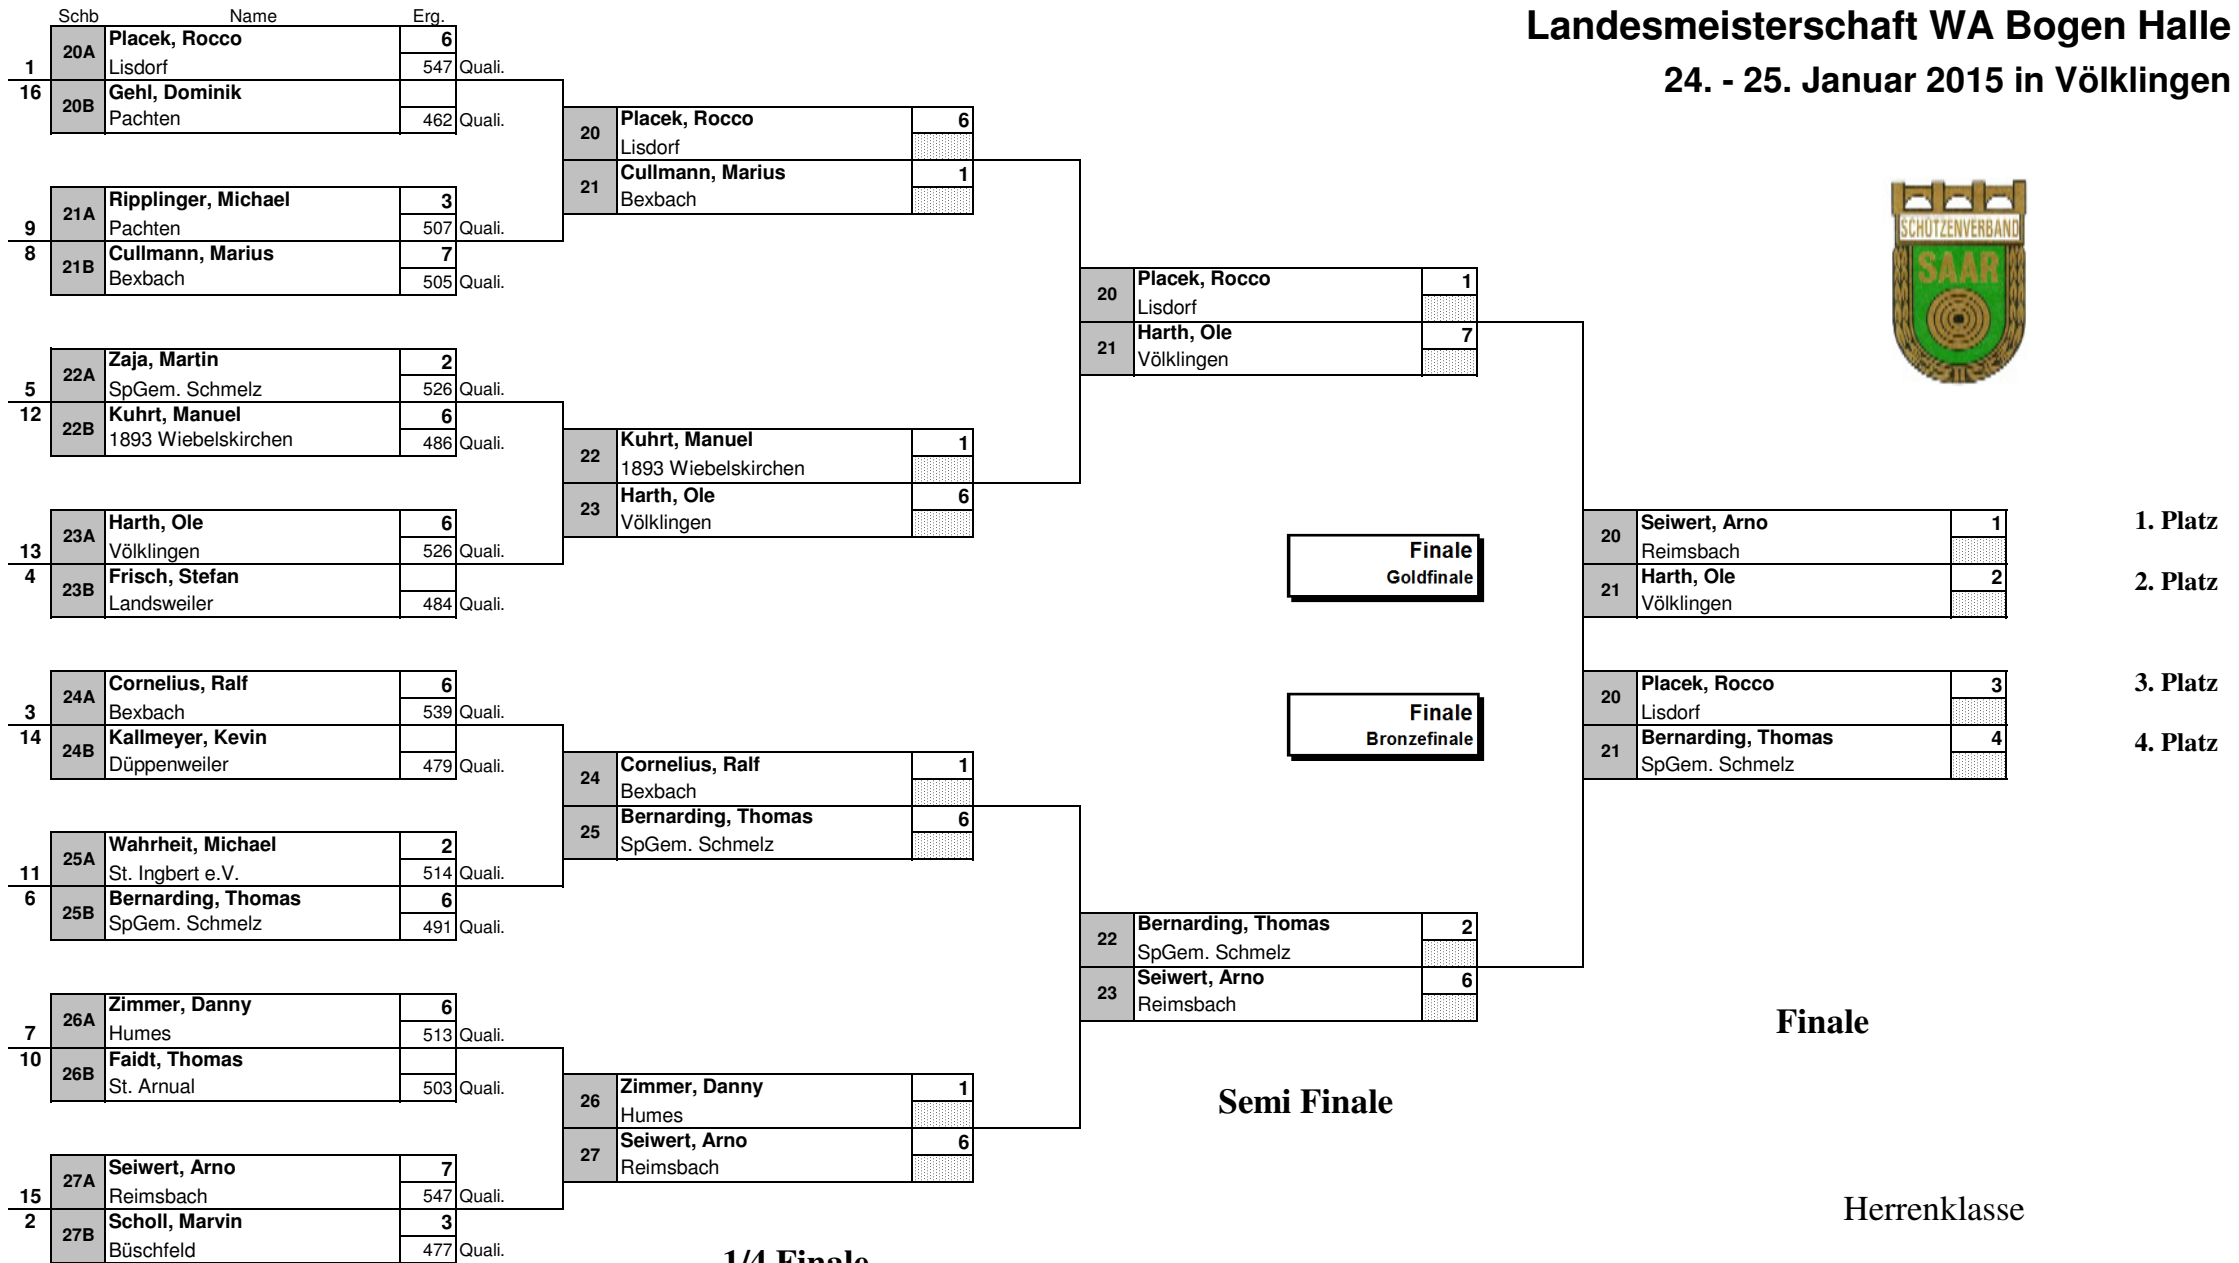 Landesmeisterschaft WA Bogen Halle
24. - 25. Januar 2015 in Völklingen
SCHÜTZENVERBAND
SAAR
Schb Name Erg.
20A Placek, Rocco 6
1 Lisdorf 547 Quali.
16 20B Gehl, Dominik
Pachten 462 Quali.
21A Ripplinger, Michael 3
9 Pachten 507 Quali.
8 21B Cullmann, Marius 7
Bexbach 505 Quali.
22A Zaja, Martin 2
5 SpGem. Schmelz 526 Quali.
12 22B Kuhrt, Manuel 6
1893 Wiebelskirchen 486 Quali.
23A Harth, Ole 6
13 Völklingen 526 Quali.
4 23B Frisch, Stefan
Landsweiler 484 Quali.
24A Cornelius, Ralf 6
3 Bexbach 539 Quali.
14 24B Kallmeyer, Kevin
Düppenweiler 479 Quali.
25A Wahrheit, Michael 2
11 St. Ingbert e.V. 514 Quali.
6 25B Bernarding, Thomas 6
SpGem. Schmelz 491 Quali.
26A Zimmer, Danny 6
7 Humes 513 Quali.
10 26B Faidt, Thomas
St. Arnual 503 Quali.
27A Seiwert, Arno 7
15 Reimsbach 547 Quali.
2 27B Scholl, Marvin 3
Büschfeld 477 Quali.
20 Placek, Rocco 6
Lisdorf
21 Cullmann, Marius 1
Bexbach
22 Kuhrt, Manuel 1
1893 Wiebelskirchen
23 Harth, Ole 6
Völklingen
24 Cornelius, Ralf 1
Bexbach
25 Bernarding, Thomas 6
SpGem. Schmelz
26 Zimmer, Danny 1
Humes
27 Seiwert, Arno 6
Reimsbach
1/4 Finale
20 Placek, Rocco 1
Lisdorf
21 Harth, Ole 7
Völklingen
22 Bernarding, Thomas 2
SpGem. Schmelz
23 Seiwert, Arno 6
Reimsbach
Semi Finale
Finale
Goldfinale
Finale
Bronzefinale
20 Seiwert, Arno 1 1. Platz
Reimsbach
21 Harth, Ole 2 2. Platz
Völklingen
20 Placek, Rocco 3 3. Platz
Lisdorf
21 Bernarding, Thomas 4 4. Platz
SpGem. Schmelz
Finale
Herrenklasse